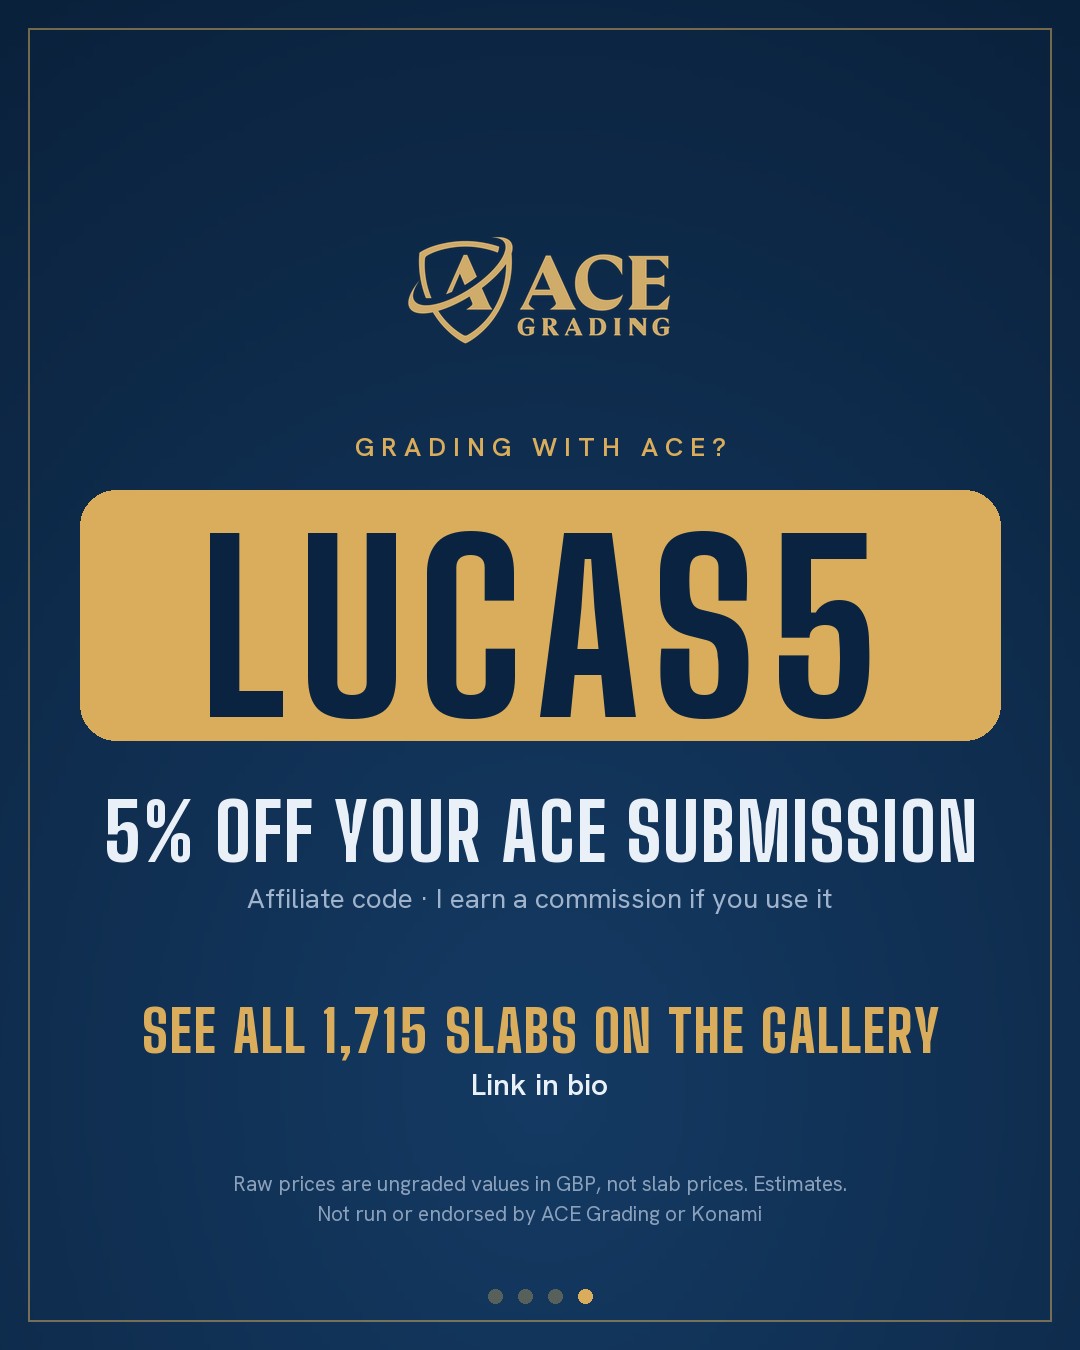 A ACE
GRADING
GRADING WITH ACE?
LUCAS5
5% OFF YOUR ACE SUBMISSION
Affiliate code · I earn a commission if you use it
SEE ALL 1,715 SLABS ON THE GALLERY
Link in bio
Raw prices are ungraded values in GBP, not slab prices. Estimates.
Not run or endorsed by ACE Grading or Konami